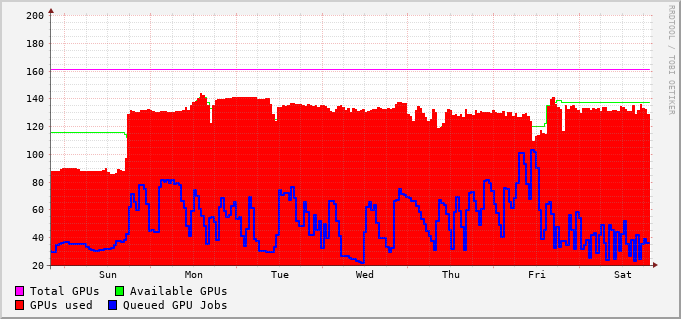 RRDTOOL / TOBI OETIKER
200
180
160
140
120
100
80
60
40
20
Sun Mon Tue Wed Thu Fri Sat
Total GPUs Available GPUs
GPUs used Queued GPU Jobs